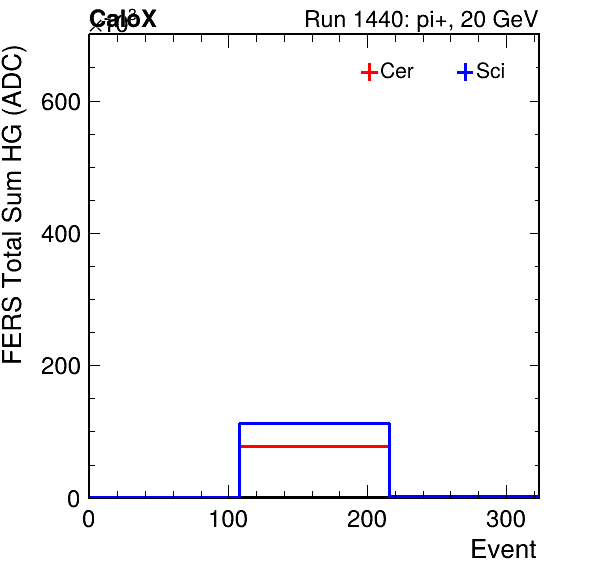 CaloX
×10³
Run 1440: pi+, 20 GeV
FERS Total Sum HG (ADC)
Cer
Sci
600
400
200
0
0 100 200 300
Event